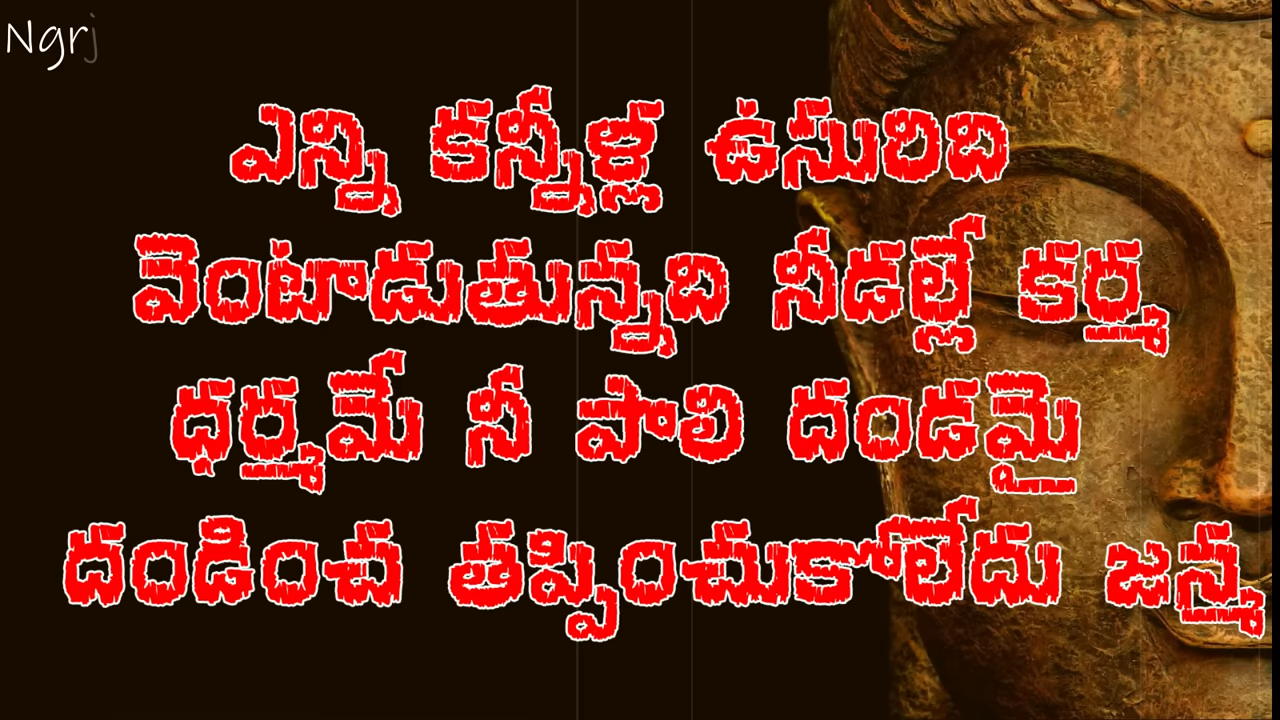 Ngrj
ఎన్ని కన్నీళ్ల ఉసురిది
వెంటాడుతున్నది నీడల్లే కర్మ
ధర్మమే నీ పాలి దండమై
దండించ తప్పించుకోలేదు జన్మ